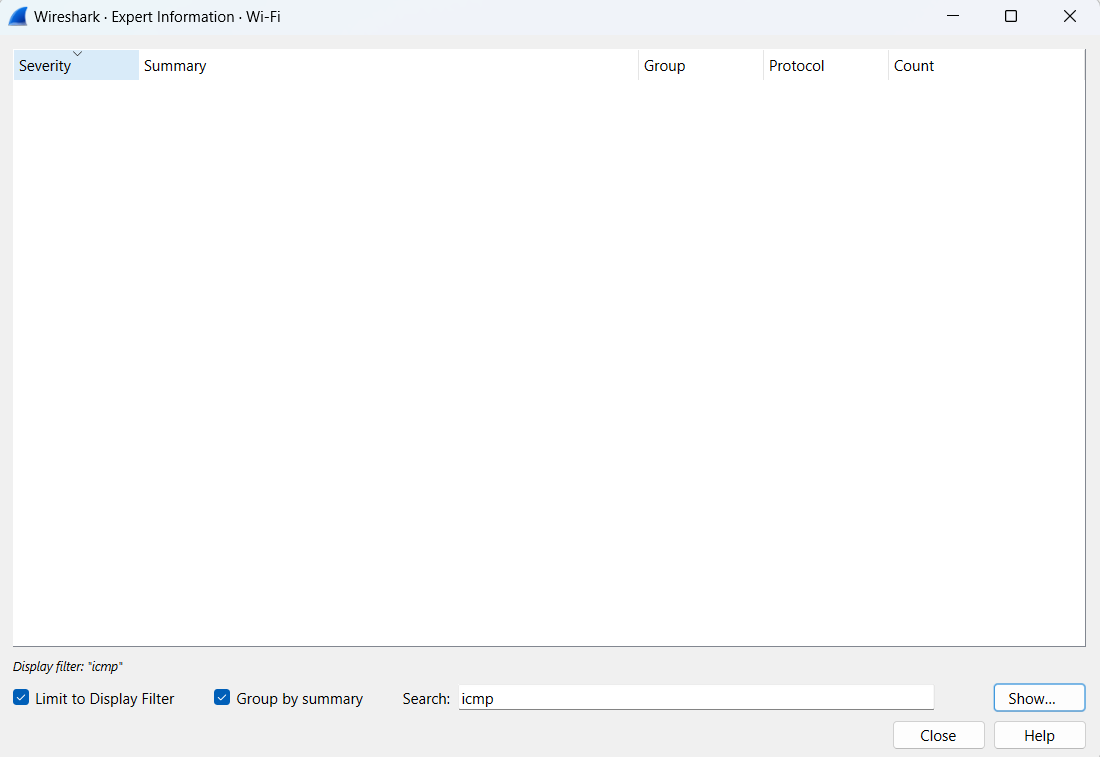 Wireshark · Expert Information · Wi-Fi
Severity Summary Group Protocol Count
Display filter: "icmp"
Limit to Display Filter Group by summary Search: icmp Show...
Close Help